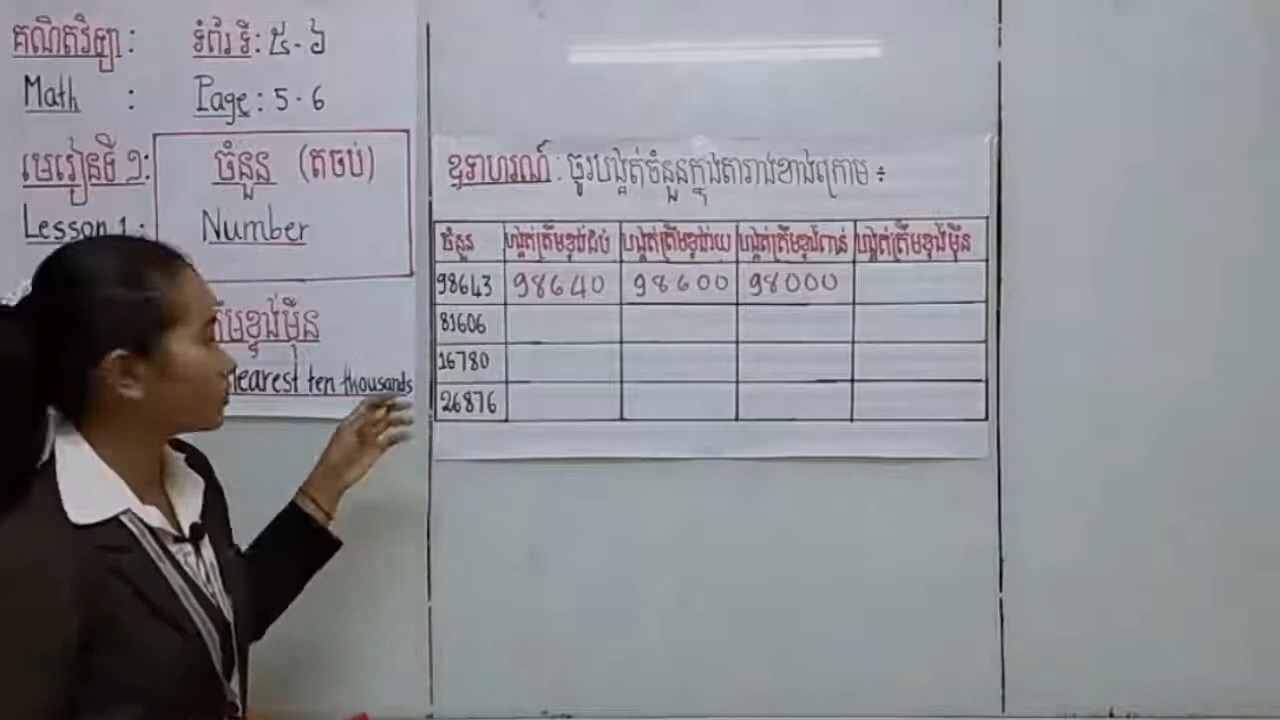 គណិតវិទ្យា : ទំព័រទី : ៥ - ៦
Math : Page : 5 - 6
មេរៀនទី ១: ចំនួន (តចប់)
Lesson 1: Number
ត្រឹមខ្ទង់ម៉ឺន
nearest ten thousands
ឧទាហរណ៍ : ចូរបង្គត់ចំនួនក្នុងតារាងខាងក្រោម ៖
ចំនួន បង្គត់ត្រឹមខ្ទង់ដប់ បង្គត់ត្រឹមខ្ទង់រយ បង្គត់ត្រឹមខ្ទង់ពាន់ បង្គត់ត្រឹមខ្ទង់ម៉ឺន
98643 98640 98600 98000
81606
16780
26876